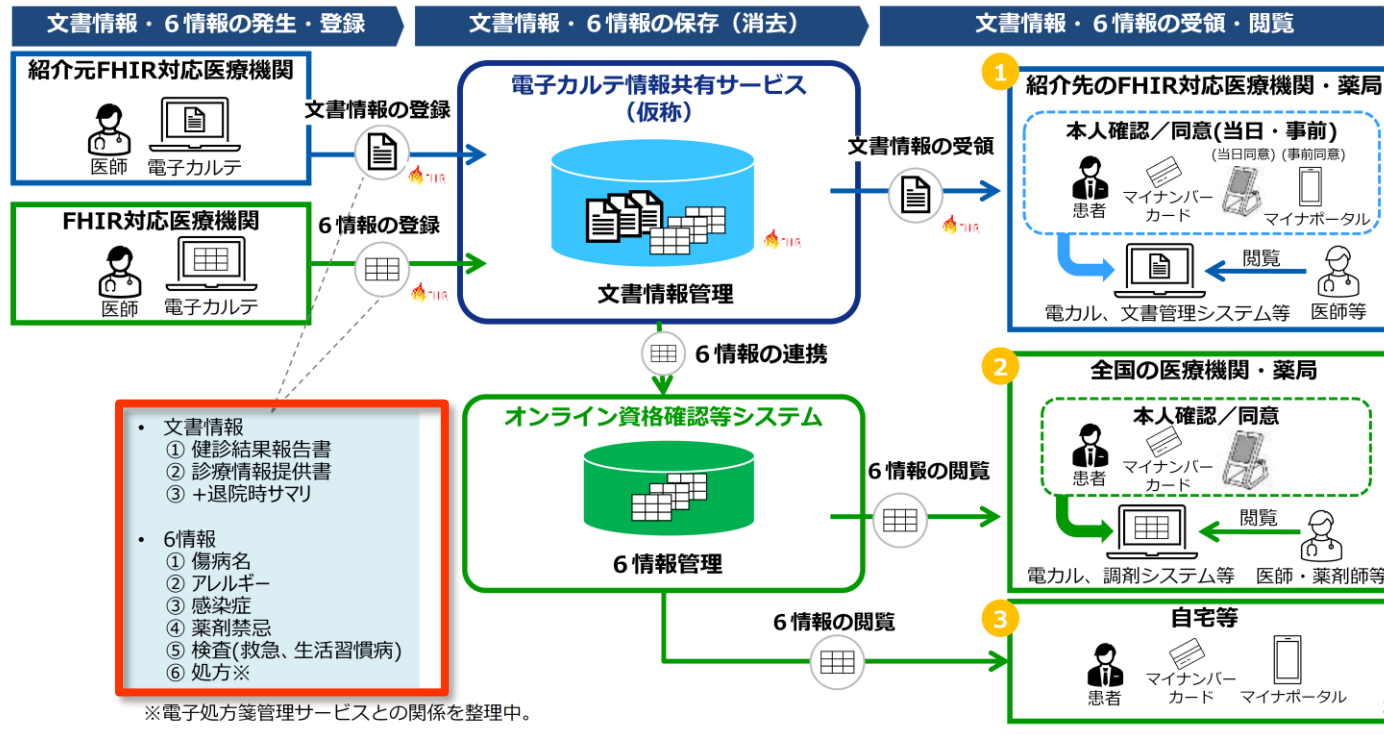 文書情報・６情報の発生・登録
文書情報・６情報の保存（消去）
文書情報・６情報の受領・閲覧
紹介元FHIR対応医療機関
医師
電子カルテ
文書情報の登録
FHIR対応医療機関
医師
電子カルテ
６情報の登録
電子カルテ情報共有サービス
（仮称）
文書情報管理
６情報の連携
オンライン資格確認等システム
６情報管理
文書情報の受領
６情報の閲覧
６情報の閲覧
1
紹介先のFHIR対応医療機関・薬局
本人確認／同意(当日・事前)
(当日同意) (事前同意)
患者
マイナンバー
カード
マイナポータル
閲覧
電カル、文書管理システム等
医師等
2
全国の医療機関・薬局
本人確認／同意
患者
マイナンバー
カード
閲覧
電カル、調剤システム等
医師・薬剤師等
3
自宅等
患者
マイナンバー
カード
マイナポータル
• 文書情報
① 健診結果報告書
② 診療情報提供書
③ +退院時サマリ
• 6情報
① 傷病名
② アレルギー
③ 感染症
④ 薬剤禁忌
⑤ 検査(救急、生活習慣病)
⑥ 処方※
※電子処方箋管理サービスとの関係を整理中。